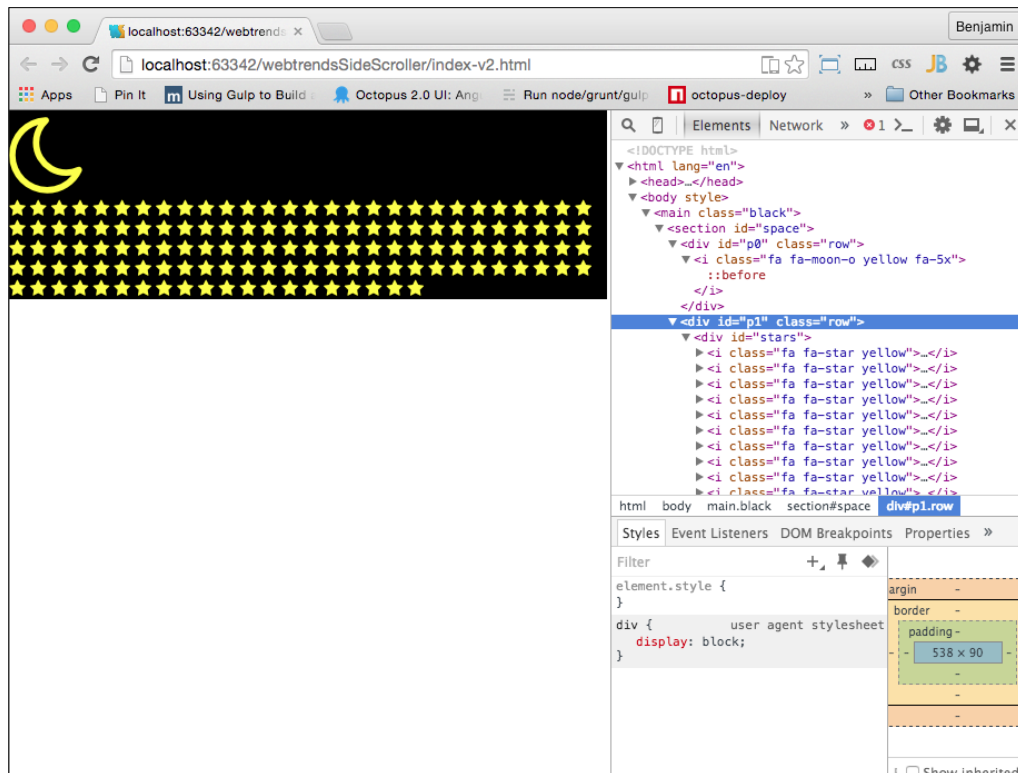 localhost:63342/webtrends
Benjamin
localhost:63342/webtrendsSideScroller/index-v2.html
css JB
Apps Pin It m Using Gulp to Build a Octopus 2.0 UI: Ang Run node/grunt/gulp octopus-deploy » Other Bookmarks
Elements Network » 1
<!DOCTYPE html>
▼<html lang="en">
▶<head>…</head>
▼<body style>
▼<main class="black">
▼<section id="space">
▼<div id="p0" class="row">
▼<i class="fa fa-moon-o yellow fa-5x">
::before
</i>
</div>
▼<div id="p1" class="row">
▼<div id="stars">
▶<i class="fa fa-star yellow">…</i>
▶<i class="fa fa-star yellow">…</i>
▶<i class="fa fa-star yellow">…</i>
▶<i class="fa fa-star yellow">…</i>
▶<i class="fa fa-star yellow">…</i>
▶<i class="fa fa-star yellow">…</i>
▶<i class="fa fa-star yellow">…</i>
▶<i class="fa fa-star yellow">…</i>
▶<i class="fa fa-star yellow">…</i>
▶<i class="fa fa-star yellow">…</i>
html body main.black section#space div#p1.row
Styles Event Listeners DOM Breakpoints Properties »
Filter
element.style {
}
div { user agent stylesheet
display: block;
}
argin -
border -
padding -
- - 538 × 90 -
-
-
-
Show inherited